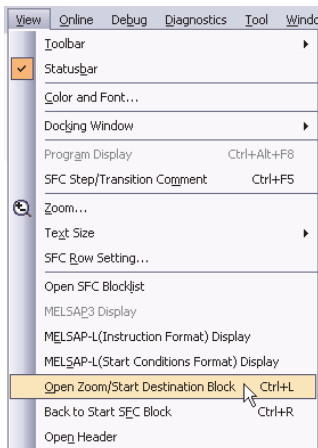 View Online Debug Diagnostics Tool
Toolbar
Statusbar
Color and Font...
Docking Window
Program Display Ctrl+Alt+F8
SFC Step/Transition Comment Ctrl+F5
Zoom...
Text Size
SFC Row Setting...
Open SFC Blocklist
MELSAP3 Display
MELSAP-L(Instruction Format) Display
MELSAP-L(Start Conditions Format) Display
Open Zoom/Start Destination Block Ctrl+L
Back to Start SFC Block Ctrl+R
Open Header